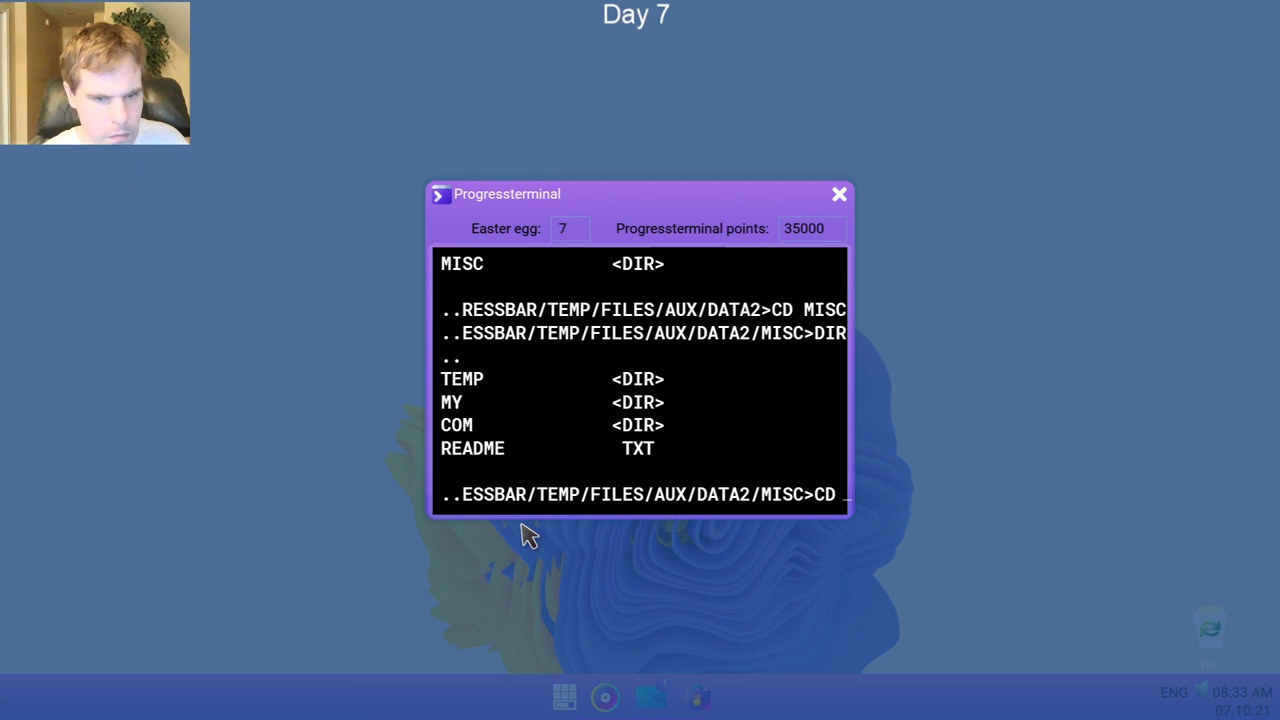 Day 7
Progressterminal
Easter egg: 7 Progressterminal points: 35000
MISC <DIR>
..RESSBAR/TEMP/FILES/AUX/DATA2>CD MISC
..ESSBAR/TEMP/FILES/AUX/DATA2/MISC>DIR
..
TEMP <DIR>
MY <DIR>
COM <DIR>
README TXT
..ESSBAR/TEMP/FILES/AUX/DATA2/MISC>CD _
Bin
1
ENG 08:33 AM
07.10.21